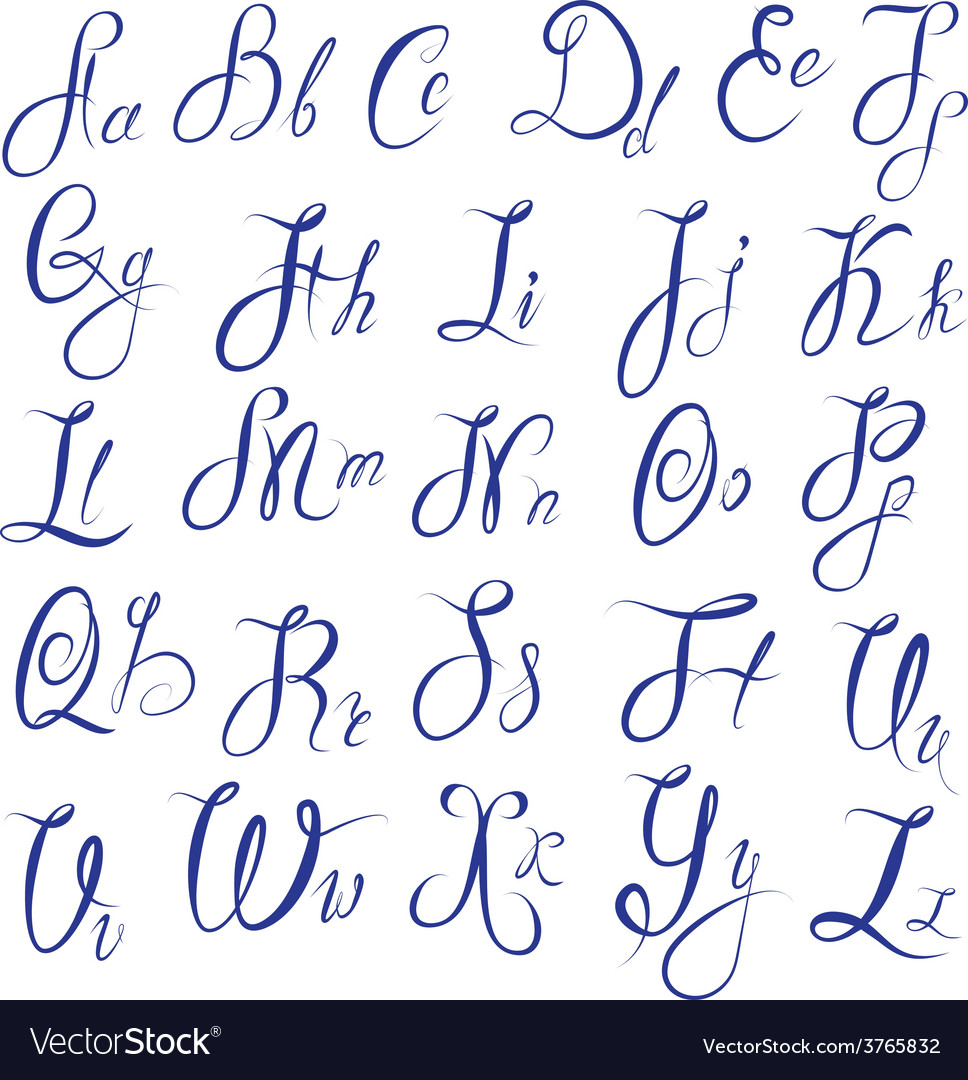 Aa Bb Cc Dd Ee Ff
Gg Hh Ii Jj Kk
Ll Mm Nn Oo Pp
Qq Rr Ss Tt Uu
Vv Ww Xx Yy Zz
VectorStock® VectorStock.com/3765832